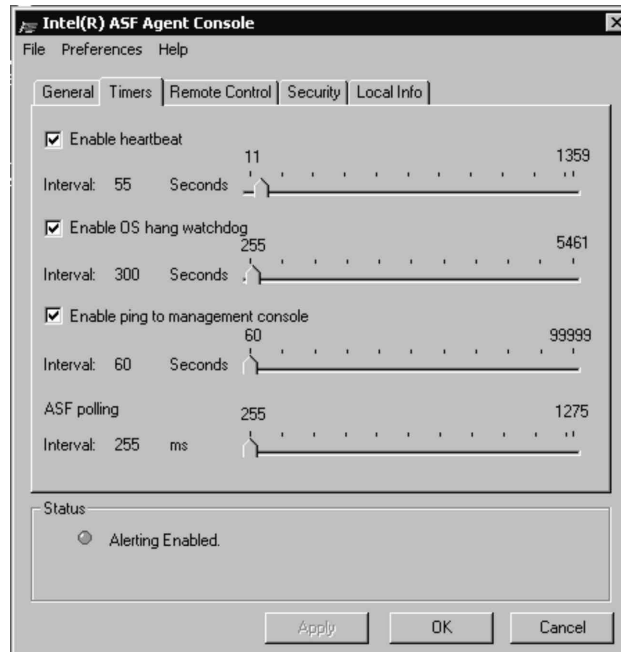 Intel(R) ASF Agent Console
File Preferences Help
General Timers Remote Control Security Local Info
Enable heartbeat
11 1359
Interval: 55 Seconds
Enable OS hang watchdog
255 5461
Interval: 300 Seconds
Enable ping to management console
60 99999
Interval: 60 Seconds
ASF polling
255 1275
Interval: 255 ms
Status
Alerting Enabled.
Apply OK Cancel